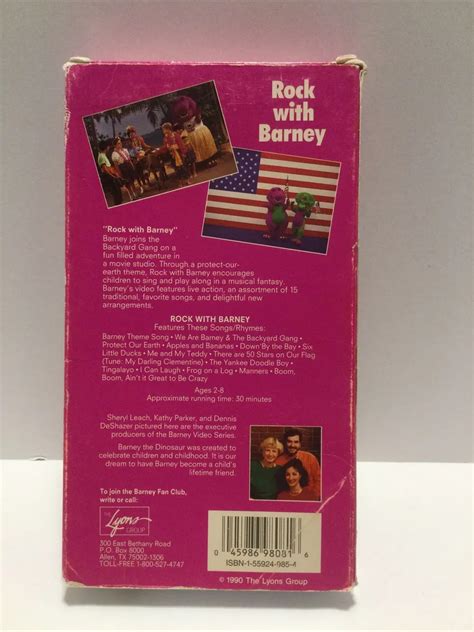 Rock
with
Barney
"Rock with Barney"
Barney joins the
Backyard Gang on a
fun filled adventure in
a movie studio. Through a protect-our-
earth theme, Rock with Barney encourages
children to sing and play along in a musical fantasy.
Barney's video features live action, an assortment of 15
traditional, favorite songs, and delightful new
arrangements.
ROCK WITH BARNEY
Features These Songs/Rhymes:
Barney Theme Song • We Are Barney & The Backyard Gang •
Protect Our Earth • Apples and Bananas • Down By the Bay • Six
Little Ducks • Me and My Teddy • There are 50 Stars on Our Flag
(Tune: My Darling Clementine) • The Yankee Doodle Boy •
Tingalayo • I Can Laugh • Frog on a Log • Manners • Boom,
Boom, Ain't it Great to Be Crazy
Ages 2-8
Approximate running time: 30 minutes
Sheryl Leach, Kathy Parker, and Dennis
DeShazer pictured here are the executive
producers of the Barney Video Series.
Barney the Dinosaur was created to
celebrate children and childhood. It is our
dream to have Barney become a child's
lifetime friend.
To join the Barney Fan Club,
write or call:
THE
Lyons
GROUP
300 East Bethany Road
P.O. Box 8000
Allen, TX 75002-1306
TOLL-FREE 1-800-527-4747
0 45986 98081 6
ISBN-1-55924-985-4
© 1990 The Lyons Group